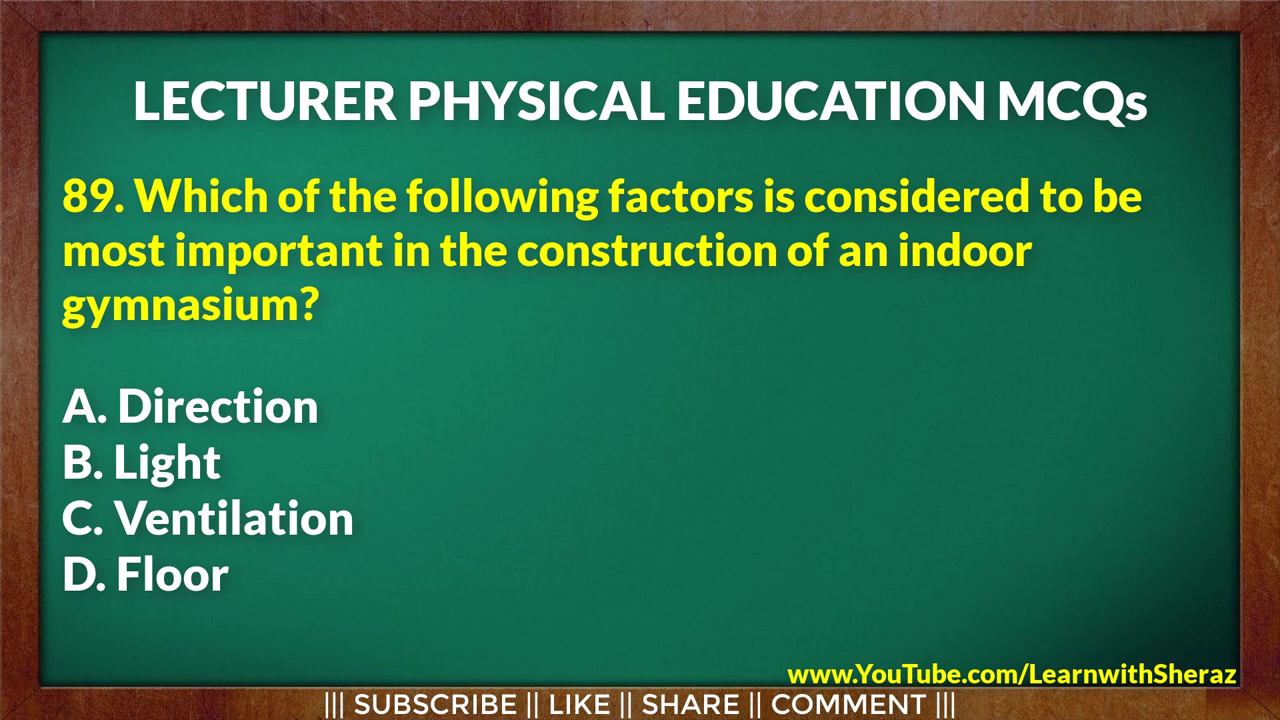 LECTURER PHYSICAL EDUCATION MCQs
89. Which of the following factors is considered to be
most important in the construction of an indoor
gymnasium?
A. Direction
B. Light
C. Ventilation
D. Floor
www.YouTube.com/LearnwithSheraz
||| SUBSCRIBE || LIKE || SHARE || COMMENT |||